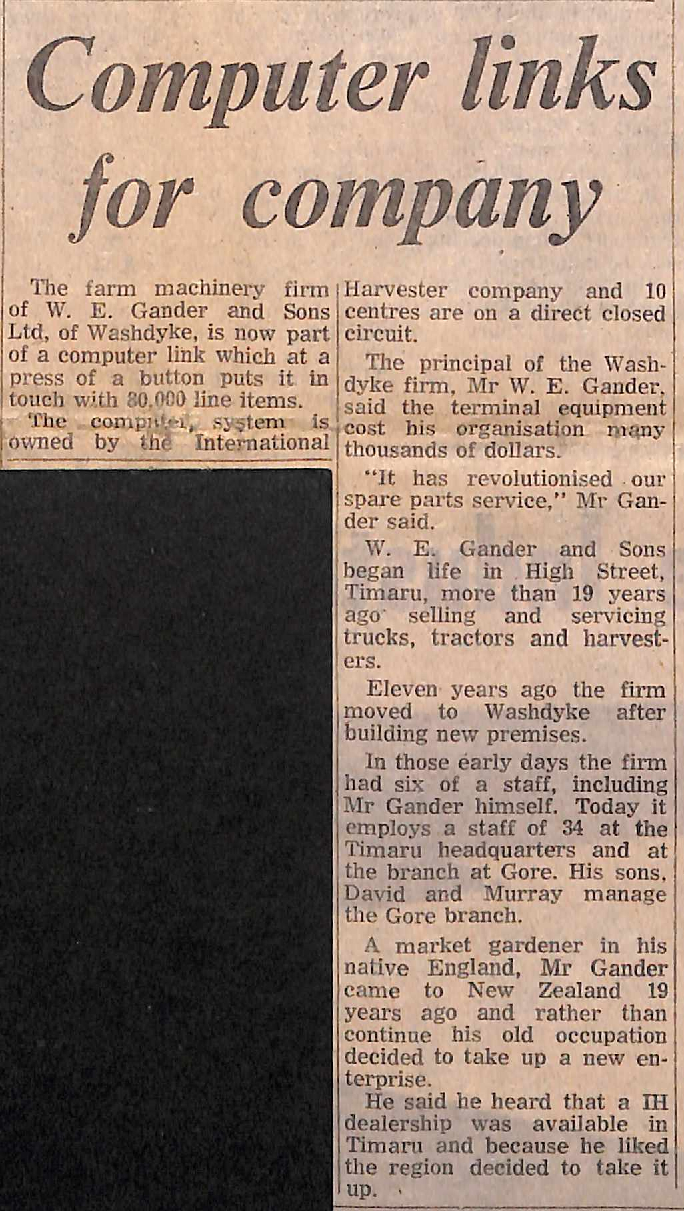 Computer links
for company
The farm machinery firm
of W. E. Gander and Sons
Ltd, of Washdyke, is now part
of a computer link which at a
press of a button puts it in
touch with 80,000 line items.
The computer, system is
owned by the International
Harvester company and 10
centres are on a direct closed
circuit.
The principal of the Wash-
dyke firm, Mr W. E. Gander,
said the terminal equipment
cost his organisation many
thousands of dollars.
"It has revolutionised our
spare parts service," Mr Gan-
der said.
W. E. Gander and Sons
began life in High Street,
Timaru, more than 19 years
ago selling and servicing
trucks, tractors and harvest-
ers.
Eleven years ago the firm
moved to Washdyke after
building new premises.
In those early days the firm
had six of a staff, including
Mr Gander himself. Today it
employs a staff of 34 at the
Timaru headquarters and at
the branch at Gore. His sons,
David and Murray manage
the Gore branch.
A market gardener in his
native England, Mr Gander
came to New Zealand 19
years ago and rather than
continue his old occupation
decided to take up a new en-
terprise.
He said he heard that a IH
dealership was available in
Timaru and because he liked
the region decided to take it
up.